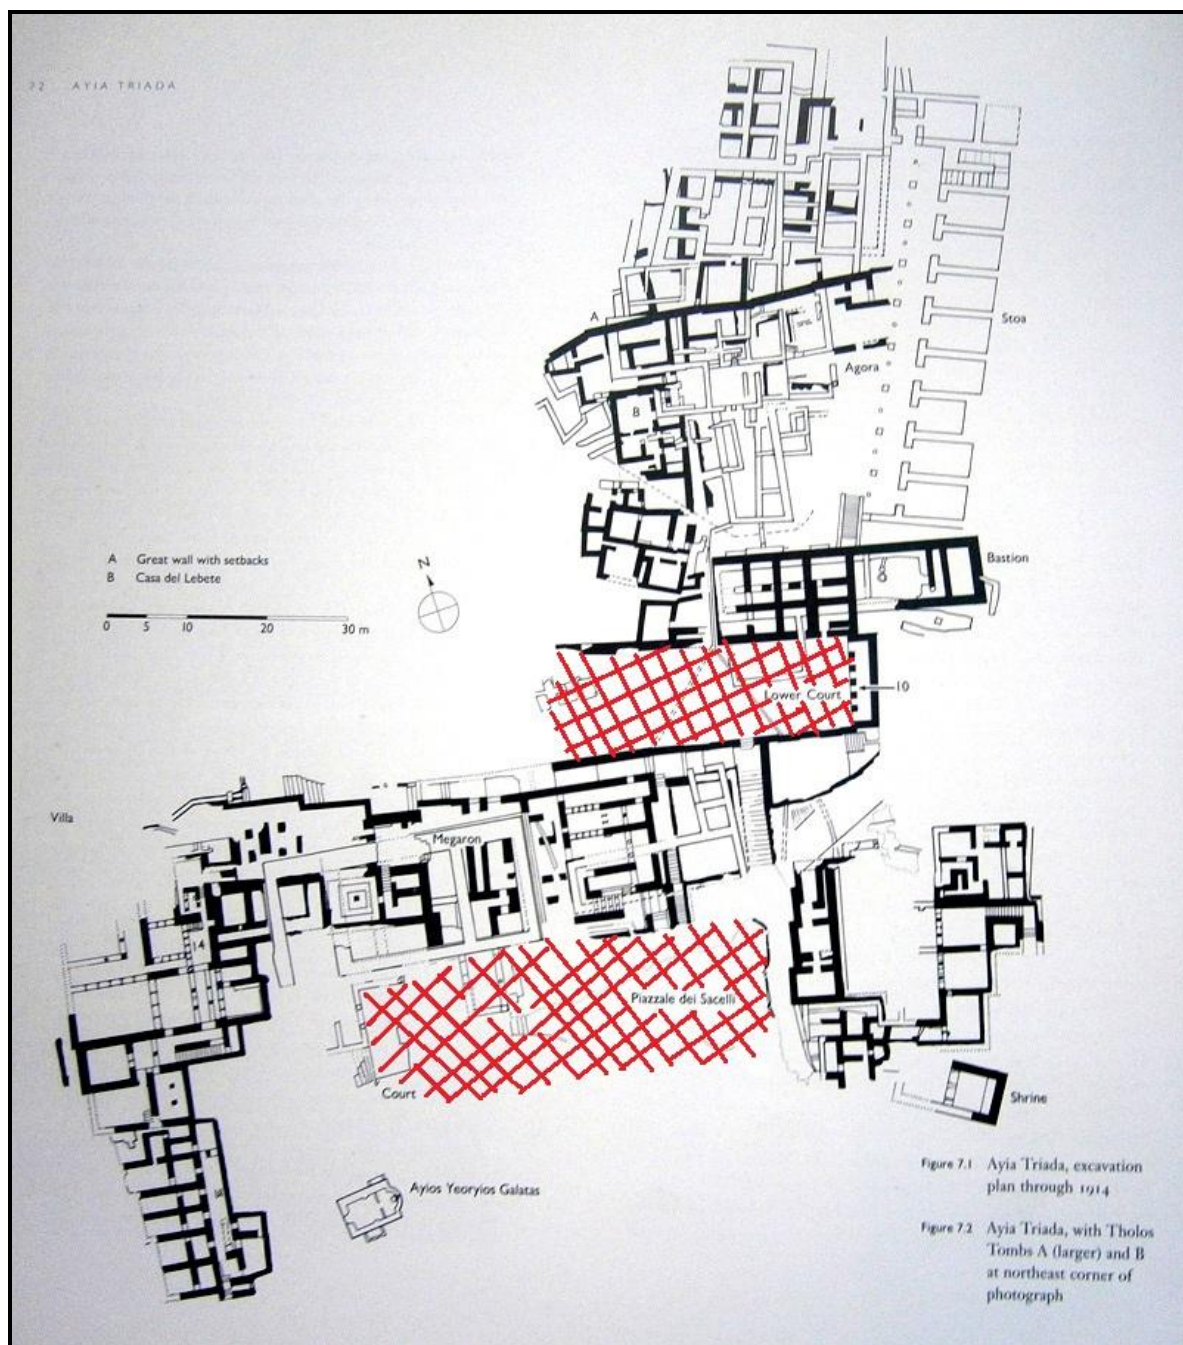 72 AYIA TRIADA
A
Stoa
Agora
B
A Great wall with setbacks
B Casa del Lebete
N
Bastion
0 5 10 20 30 m
10
Lower Court
Villa
Megaron
14
Piazzale dei Sacelli
Court
Shrine
Ayios Yeoryios Galatas
Figure 7.1 Ayia Triada, excavation
plan through 1914
Figure 7.2 Ayia Triada, with Tholos
Tombs A (larger) and B
at northeast corner of
photograph